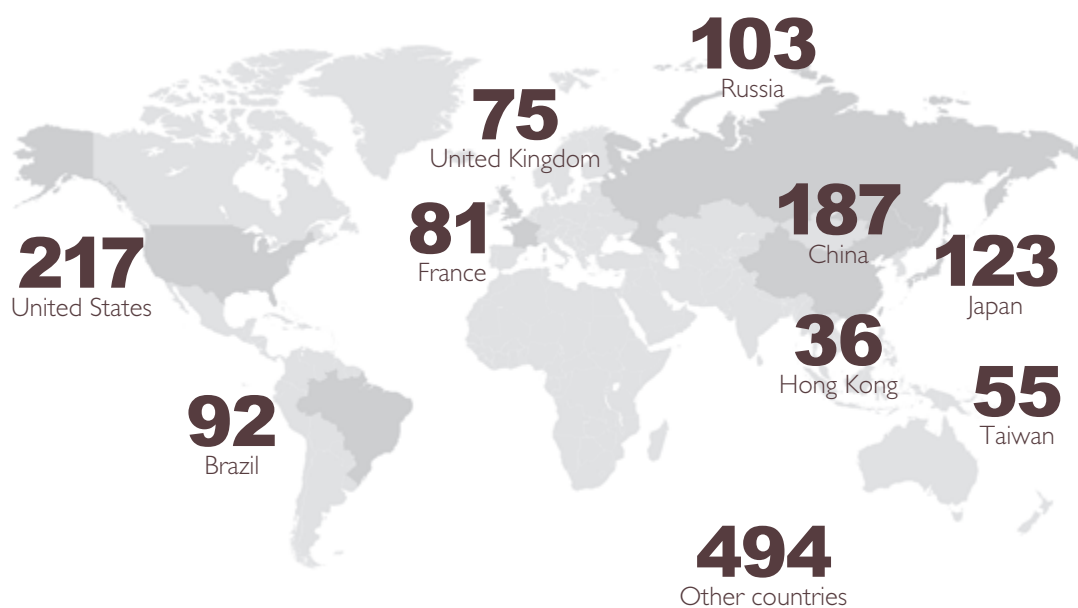 103
Russia
75
United Kingdom
187
China
81
France
217
United States
123
Japan
36
Hong Kong
55
Taiwan
92
Brazil
494
Other countries